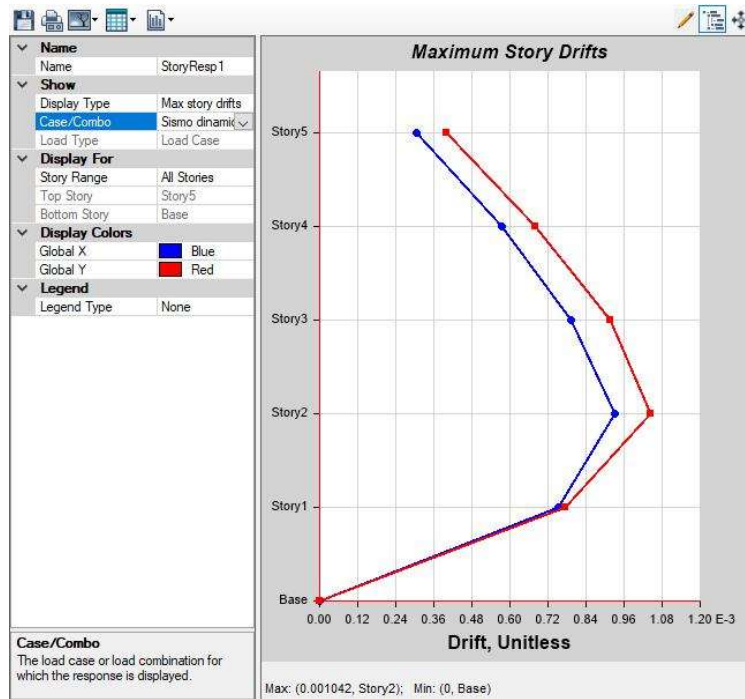 Name
Name StoryResp1
Show
Display Type Max story drifts
Case/Combo Sismo dinamic
Load Type Load Case
Display For
Story Range All Stories
Top Story Story5
Bottom Story Base
Display Colors
Global X Blue
Global Y Red
Legend
Legend Type None
Case/Combo
The load case or load combination for
which the response is displayed.
Maximum Story Drifts
Story5
Story4
Story3
Story2
Story1
Base
0.00 0.12 0.24 0.36 0.48 0.60 0.72 0.84 0.96 1.08 1.20 E-3
Drift, Unitless
Max: (0.001042, Story2); Min: (0, Base)